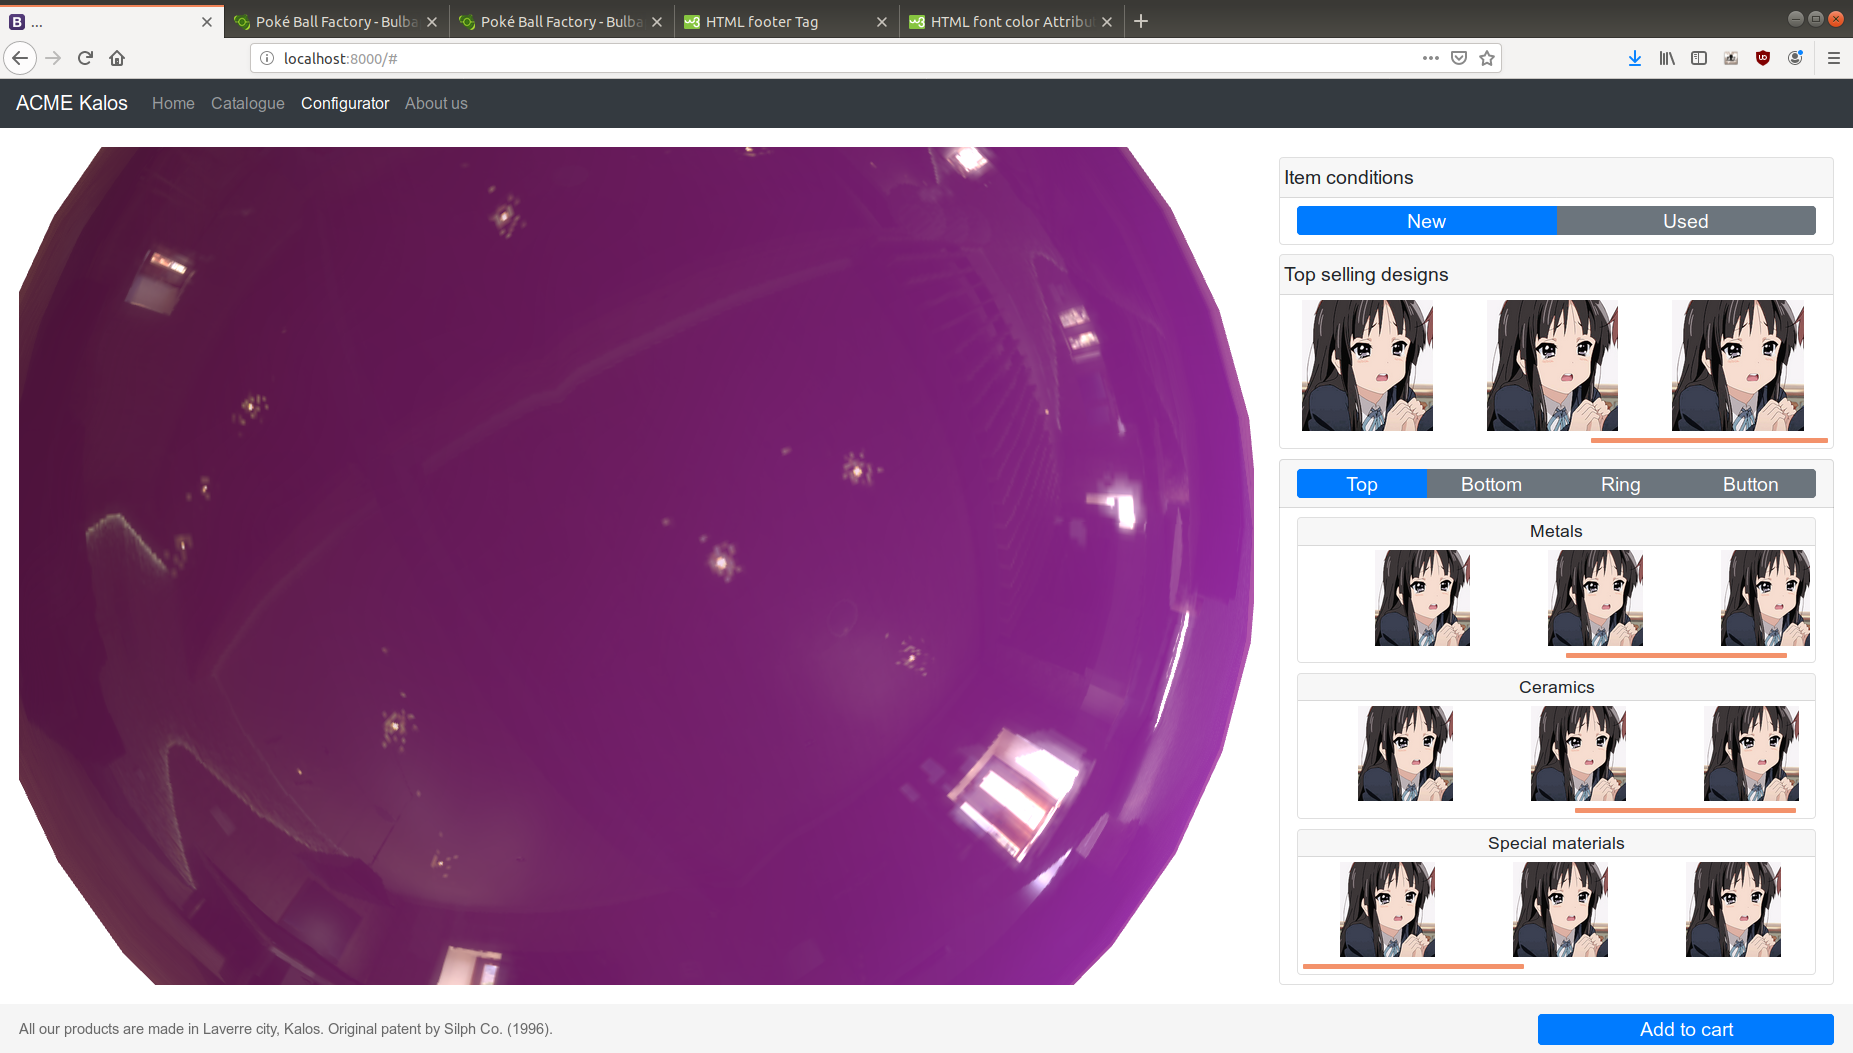 B ...
Poké Ball Factory - Bulba
Poké Ball Factory - Bulba
HTML footer Tag
HTML font color Attribu
localhost:8000/#
ACME Kalos Home Catalogue Configurator About us
Item conditions
New Used
Top selling designs
Top Bottom Ring Button
Metals
Ceramics
Special materials
All our products are made in Laverre city, Kalos. Original patent by Silph Co. (1996).
Add to cart